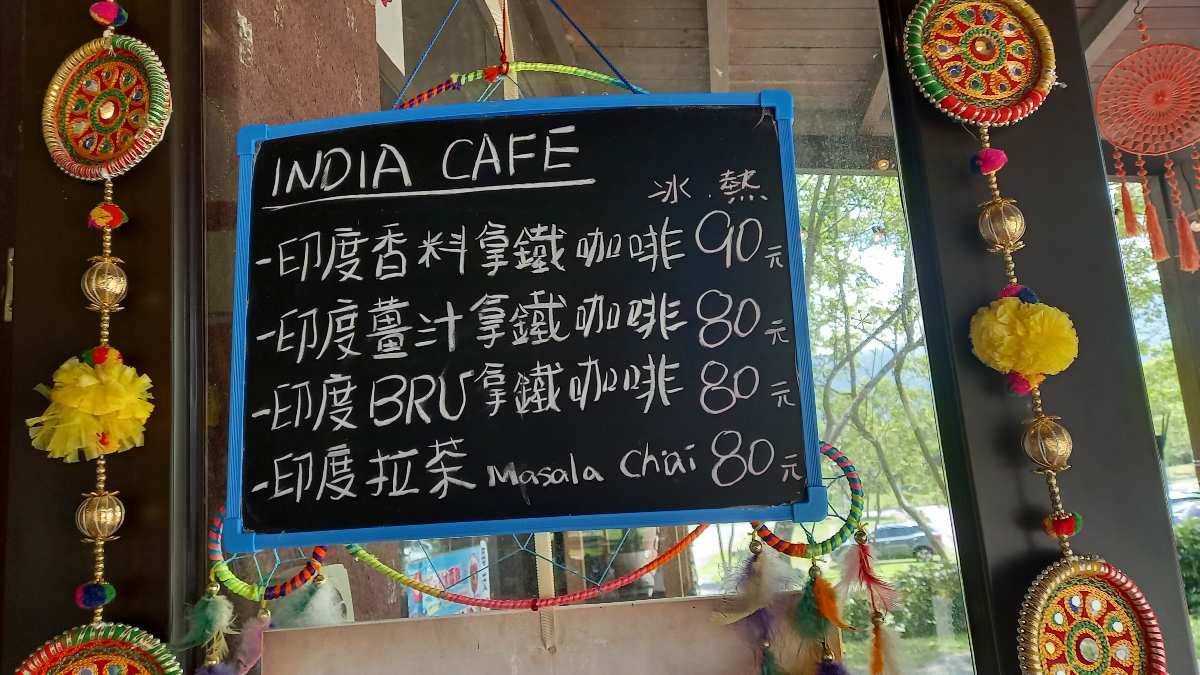 INDIA CAFE
冰.熱
-印度香料拿鐵咖啡 90元
-印度薑汁拿鐵咖啡 80元
-印度BRU拿鐵咖啡 80元
-印度拉茶 Masala Chai 80元